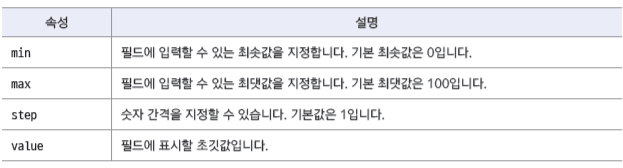 속성 설명
min 필드에 입력할 수 있는 최솟값을 지정합니다. 기본 최솟값은 0입니다.
max 필드에 입력할 수 있는 최댓값을 지정합니다. 기본 최댓값은 100입니다.
step 숫자 간격을 지정할 수 있습니다. 기본값은 1입니다.
value 필드에 표시할 초깃값입니다.